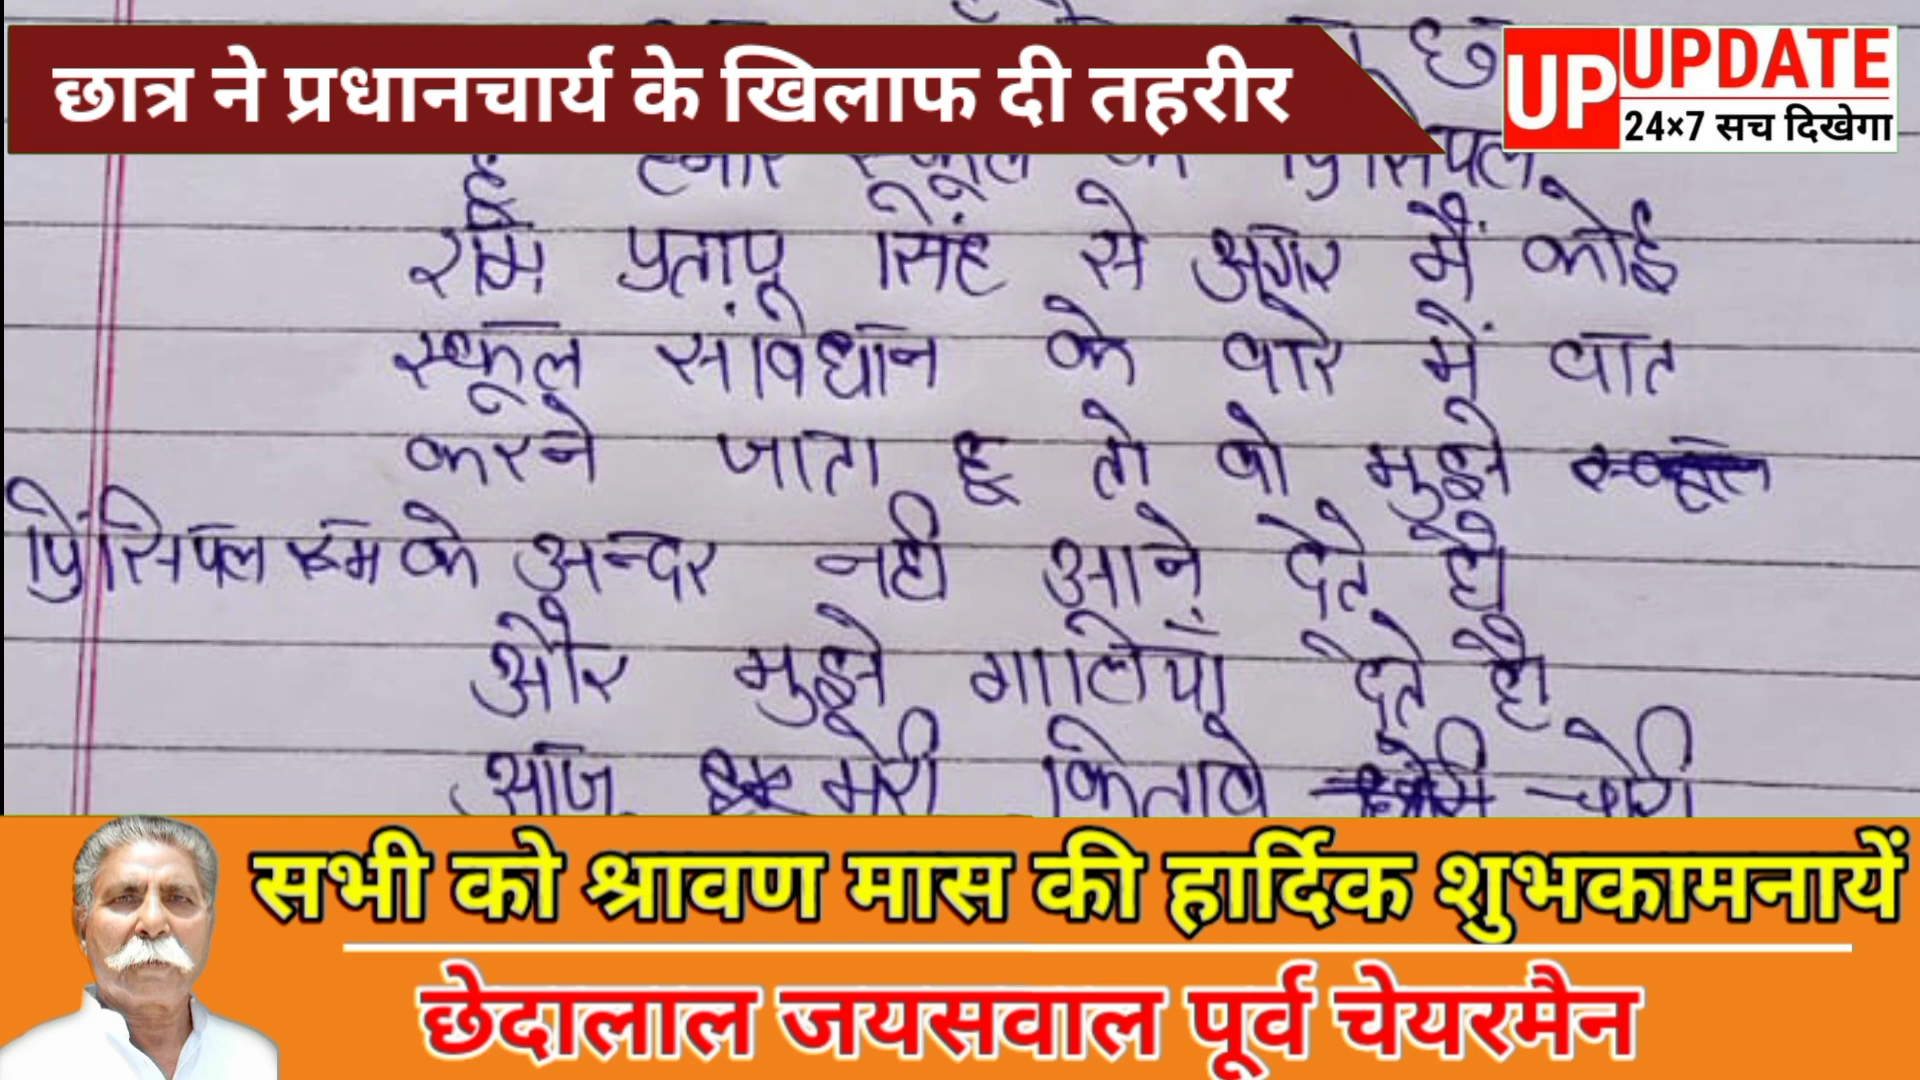 छात्र ने प्रधानचार्य के खिलाफ दी तहरीर
UP UPDATE
24×7 सच दिखेगा
है हमारे स्कूल के प्रिंसिपल
राम प्रताप सिंह से अगर मैं कोई
स्कूल संविधान के वारे में वात
करने जाता हू तो वो मुझे
प्रिसिपल रूम के अन्दर नही आने देते है
और मुझे गालियाँ देते है
आज मेरी किताबे चोरी
सभी को श्रावण मास की हार्दिक शुभकामनायें
छेदालाल जयसवाल पूर्व चेयरमैन